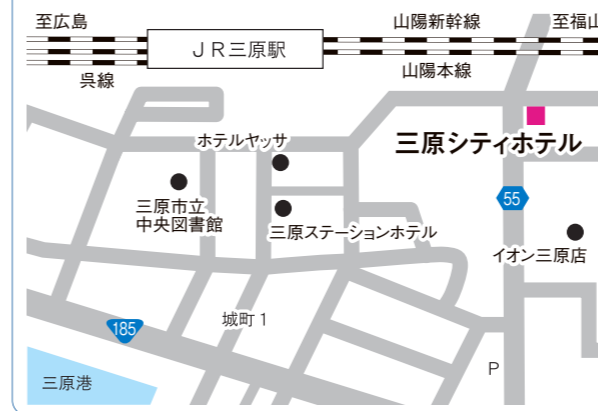 至広島
山陽新幹線
至福山
JR三原駅
呉線
山陽本線
ホテルヤッサ
三原シティホテル
三原市立
中央図書館
55
三原ステーションホテル
イオン三原店
185
城町1
P
三原港